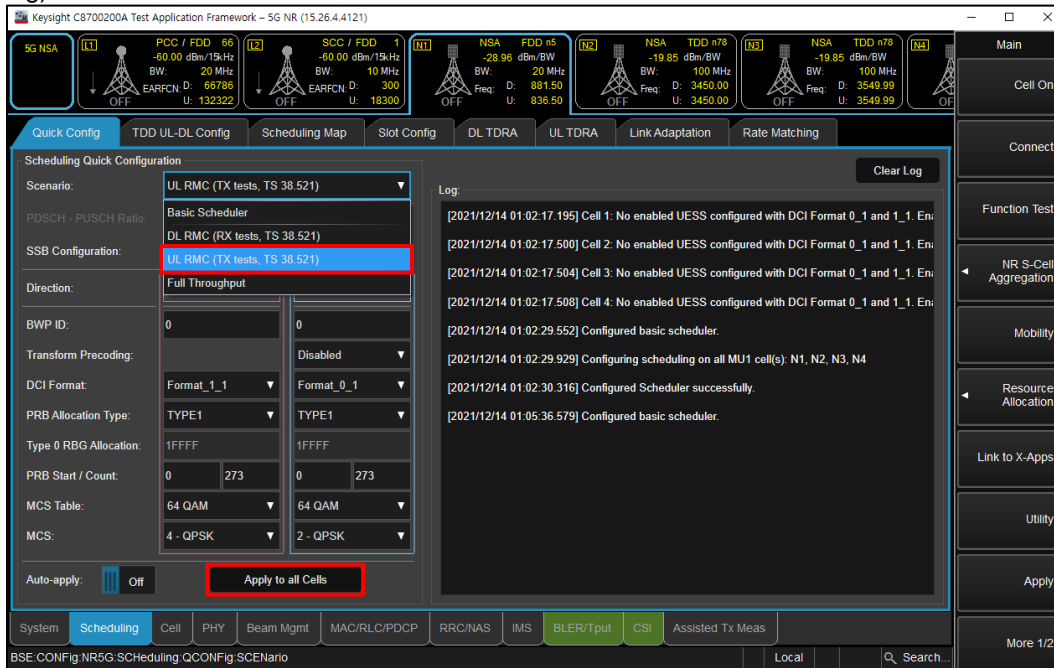 Keysight C8700200A Test Application Framework – 5G NR (15.26.4.4121)
5G NSA
L1 PCC / FDD 66
-60.00 dBm/15kHz
BW: 20 MHz
EARFCN: D: 66786
U: 132322
OFF
L2 SCC / FDD 1
-60.00 dBm/15kHz
BW: 10 MHz
EARFCN: D: 300
U: 18300
OFF
N1 NSA FDD n5
-28.96 dBm/BW
BW: 20 MHz
Freq: D: 881.50
U: 836.50
OFF
N2 NSA TDD n78
-19.85 dBm/BW
BW: 100 MHz
Freq: D: 3450.00
U: 3450.00
OFF
N3 NSA TDD n78
-19.85 dBm/BW
BW: 100 MHz
Freq: D: 3549.99
U: 3549.99
OFF
N4
Quick Config TDD UL-DL Config Scheduling Map Slot Config DL TDRA UL TDRA Link Adaptation Rate Matching
Scheduling Quick Configuration
Scenario: UL RMC (TX tests, TS 38.521)
Basic Scheduler
DL RMC (RX tests, TS 38.521)
UL RMC (TX tests, TS 38.521)
Full Throughput
PDSCH - PUSCH Ratio:
SSB Configuration:
Direction:
BWP ID: 0 0
Transform Precoding: Disabled
DCI Format: Format_1_1 Format_0_1
PRB Allocation Type: TYPE1 TYPE1
Type 0 RBG Allocation: 1FFFF 1FFFF
PRB Start / Count: 0 273 0 273
MCS Table: 64 QAM 64 QAM
MCS: 4 - QPSK 2 - QPSK
Auto-apply: Off Apply to all Cells
Clear Log
Log:
[2021/12/14 01:02:17.195] Cell 1: No enabled UESS configured with DCI Format 0_1 and 1_1. Ena
[2021/12/14 01:02:17.500] Cell 2: No enabled UESS configured with DCI Format 0_1 and 1_1. Ena
[2021/12/14 01:02:17.504] Cell 3: No enabled UESS configured with DCI Format 0_1 and 1_1. Ena
[2021/12/14 01:02:17.508] Cell 4: No enabled UESS configured with DCI Format 0_1 and 1_1. Ena
[2021/12/14 01:02:29.552] Configured basic scheduler.
[2021/12/14 01:02:29.929] Configuring scheduling on all MU1 cell(s): N1, N2, N3, N4
[2021/12/14 01:02:30.316] Configured Scheduler successfully.
[2021/12/14 01:05:36.579] Configured basic scheduler.
Main
Cell On
Connect
Function Test
NR S-Cell
Aggregation
Mobility
Resource
Allocation
Link to X-Apps
Utility
Apply
More 1/2
System Scheduling Cell PHY Beam Mgmt MAC/RLC/PDCP RRC/NAS IMS BLER/Tput CSI Assisted Tx Meas
BSE:CONFig:NR5G:SCHeduling:QCONFig:SCENario
Local
Search...